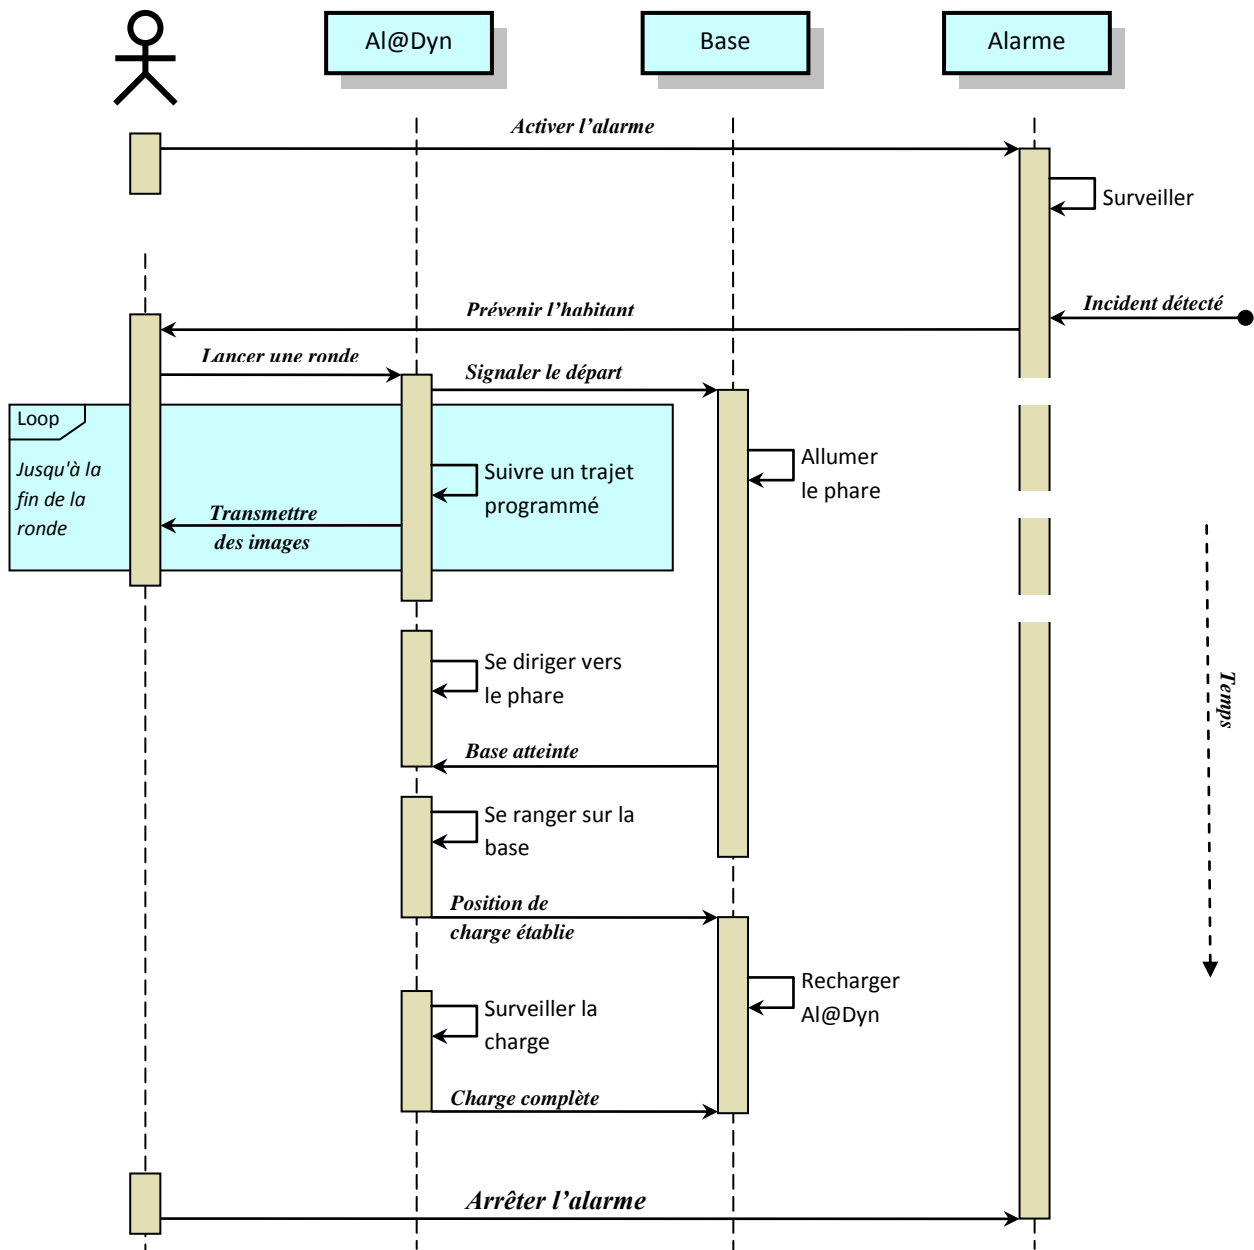 Al@Dyn
Base
Alarme
Activer l'alarme
Surveiller
Prévenir l'habitant
Incident détecté
Lancer une ronde
Signaler le départ
Loop
Jusqu'à la
fin de la
ronde
Suivre un trajet
programmé
Allumer
le phare
Transmettre
des images
Se diriger vers
le phare
Temps
Base atteinte
Se ranger sur la
base
Position de
charge établie
Recharger
Al@Dyn
Surveiller la
charge
Charge complète
Arrêter l'alarme